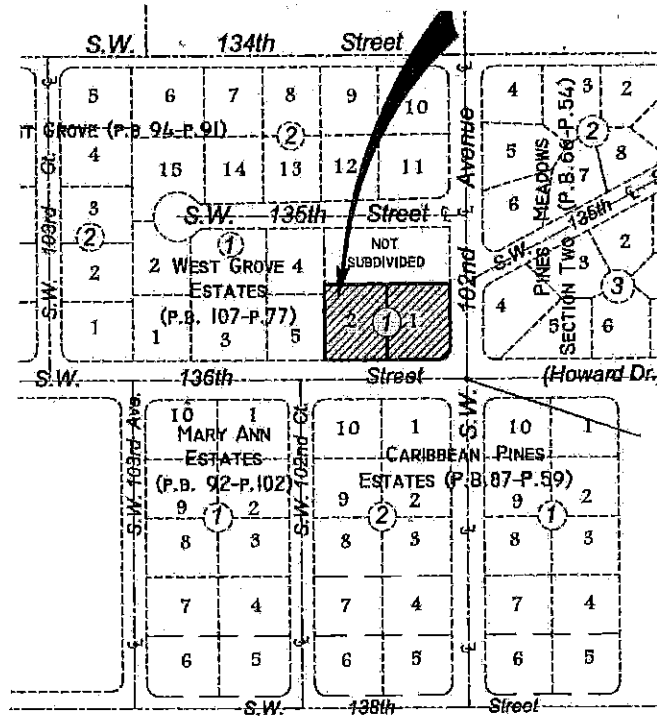 S.W. 134th Street
5 6 7 8 9 10
T GROVE (P.B. 94-P.91)
2
4 15 14 13 12 11
3
S.W. 135th Street
S.W. 103rd Ct.
2
1
NOT
SUBDIVIDED
2 2 4
WEST GROVE
ESTATES
(P.B. 107-P.77)
1 1 3 5
2 1 1
S.W. 102nd Avenue
4 3 2
5 2 8
6 7
PINES MEADOWS
SECTION TWO (P.B.66-P.54)
S.W. 135th
3 2
4 5 6
3
S.W. 136th Street (Howard Dr.
S.W. 103rd Ave.
10 1
MARY ANN
ESTATES
(P.B. 92-P.102)
9 2
1
8 3
7 4
6 5
S.W. 102nd Ct.
10 1
CARIBBEAN PINES
ESTATES (P.B.87-P.59)
9 2
2
8 3
7 4
6 5
10 1
9 2
1
8 3
7 4
6 5
S.W. 138th Street